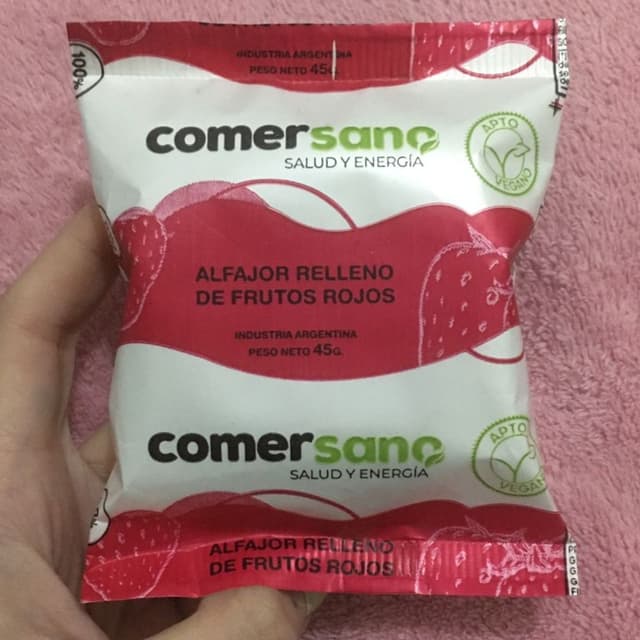 INDUSTRIA ARGENTINA
PESO NETO 45G.
100%
comersano
SALUD Y ENERGÍA
APTO
VEGANO
ALFAJOR RELLENO
DE FRUTOS ROJOS
INDUSTRIA ARGENTINA
PESO NETO 45G.
comersano
SALUD Y ENERGÍA
APTO
VEGANO
ALFAJOR RELLENO
DE FRUTOS ROJOS